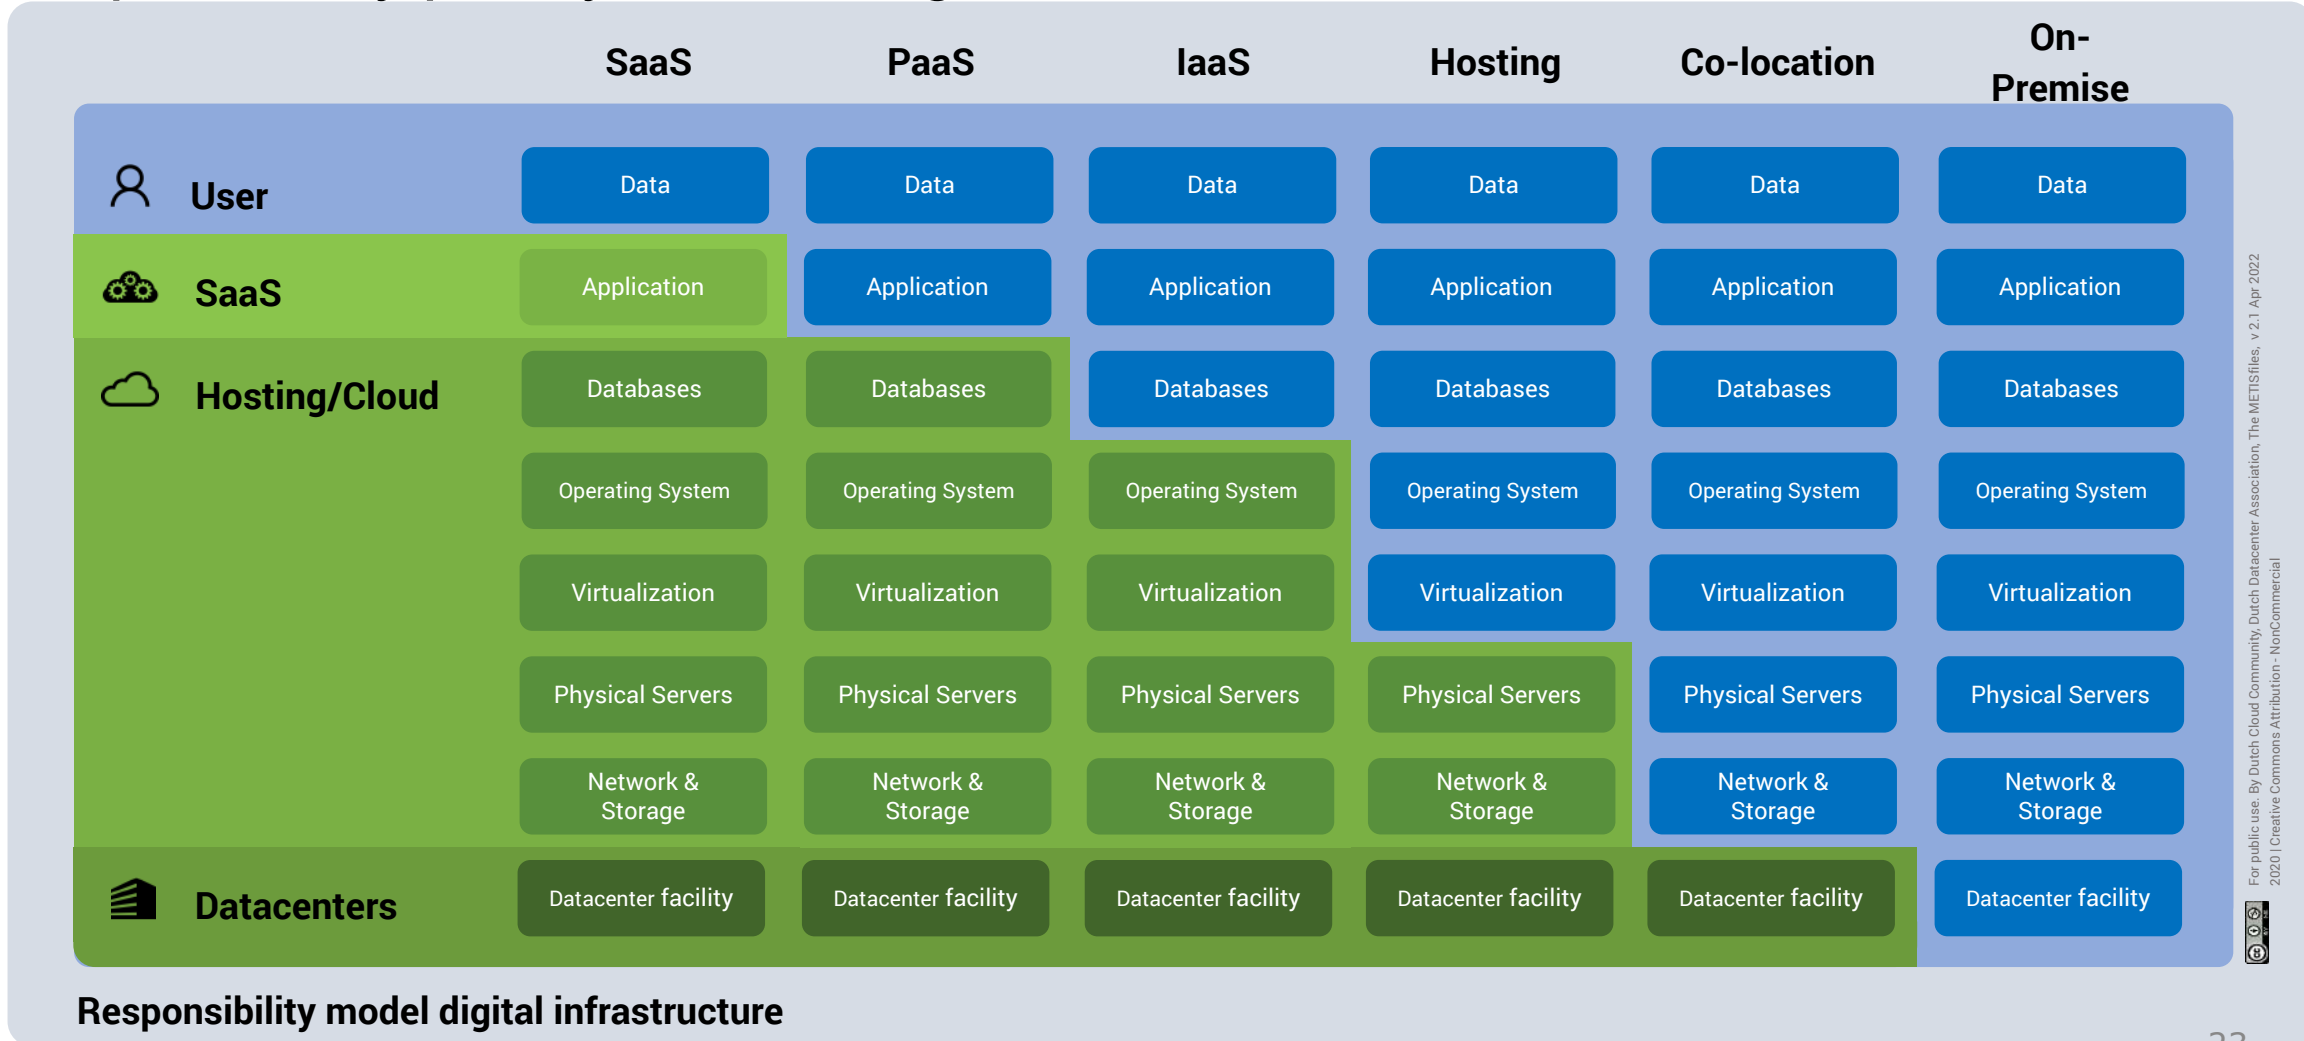 SaaS PaaS IaaS Hosting Co-location On-
Premise
User Data Data Data Data Data Data
SaaS Application Application Application Application Application Application
Hosting/Cloud Databases Databases Databases Databases Databases Databases
Operating System Operating System Operating System Operating System Operating System Operating System
Virtualization Virtualization Virtualization Virtualization Virtualization Virtualization
Physical Servers Physical Servers Physical Servers Physical Servers Physical Servers Physical Servers
Network & Network & Network & Network & Network & Network &
Storage Storage Storage Storage Storage Storage
Datacenters Datacenter facility Datacenter facility Datacenter facility Datacenter facility Datacenter facility Datacenter facility
Responsibility model digital infrastructure
For public use. By Dutch Cloud Community, Dutch Datacenter Association, The METISfiles, v 2.1 Apr 2022
2020 | Creative Commons Attribution - NonCommercial
cc
BY